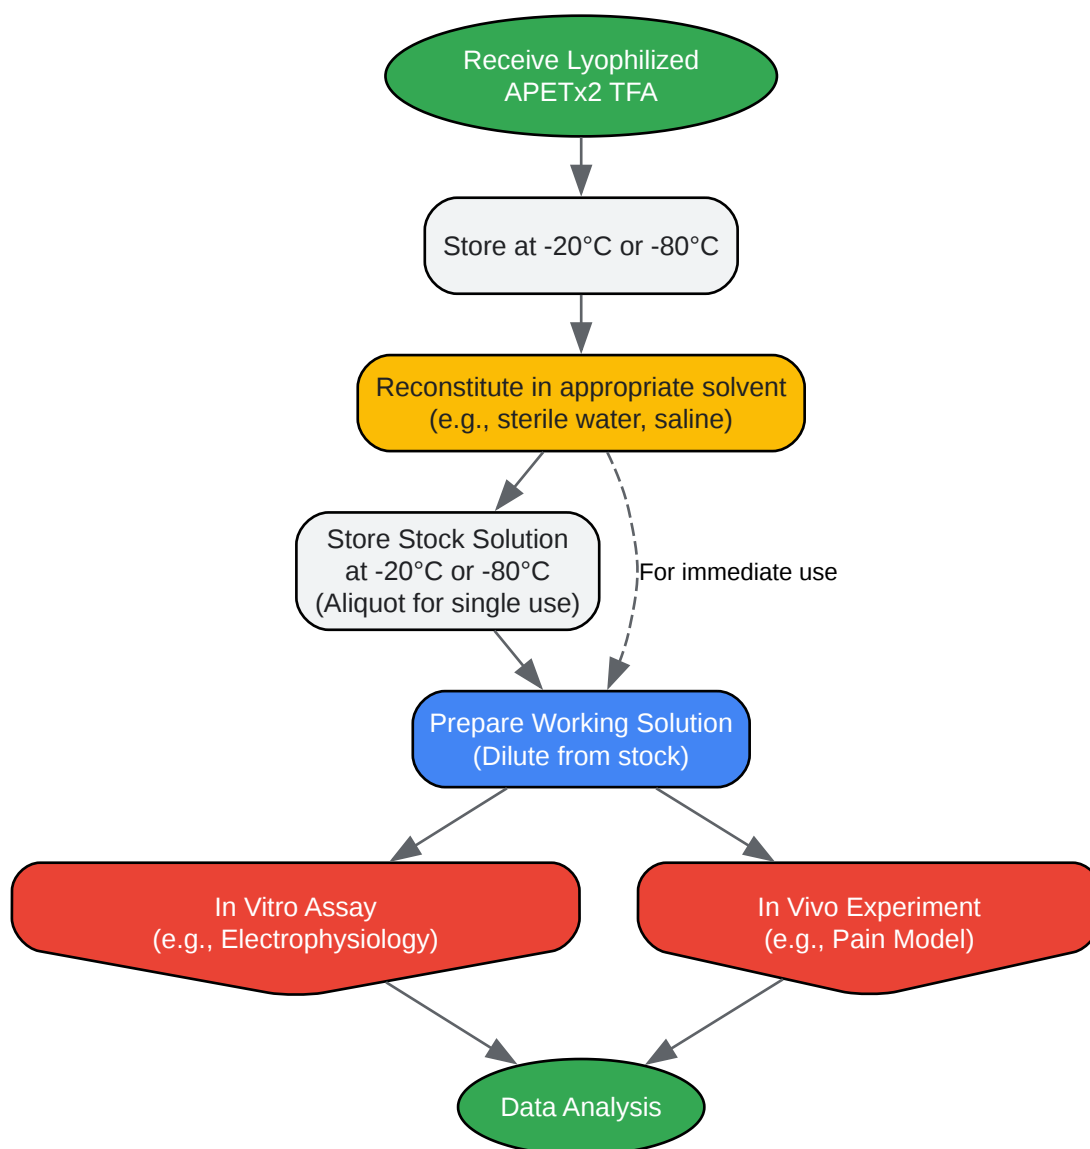 Receive Lyophilized
APETx2 TFA
Store at -20°C or -80°C
Reconstitute in appropriate solvent
(e.g., sterile water, saline)
Store Stock Solution
at -20°C or -80°C
(Aliquot for single use)
For immediate use
Prepare Working Solution
(Dilute from stock)
In Vitro Assay
(e.g., Electrophysiology)
In Vivo Experiment
(e.g., Pain Model)
Data Analysis